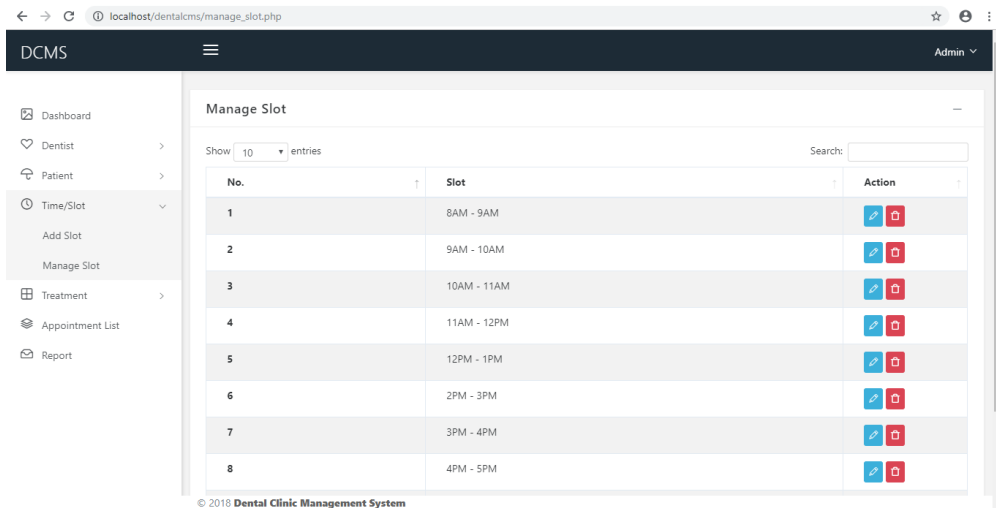 localhost/dentalcms/manage_slot.php
DCMS
Admin
Dashboard
Dentist
Patient
Time/Slot
Add Slot
Manage Slot
Treatment
Appointment List
Report
Manage Slot
Show 10 entries Search:
No. Slot Action
1 8AM - 9AM
2 9AM - 10AM
3 10AM - 11AM
4 11AM - 12PM
5 12PM - 1PM
6 2PM - 3PM
7 3PM - 4PM
8 4PM - 5PM
© 2018 Dental Clinic Management System